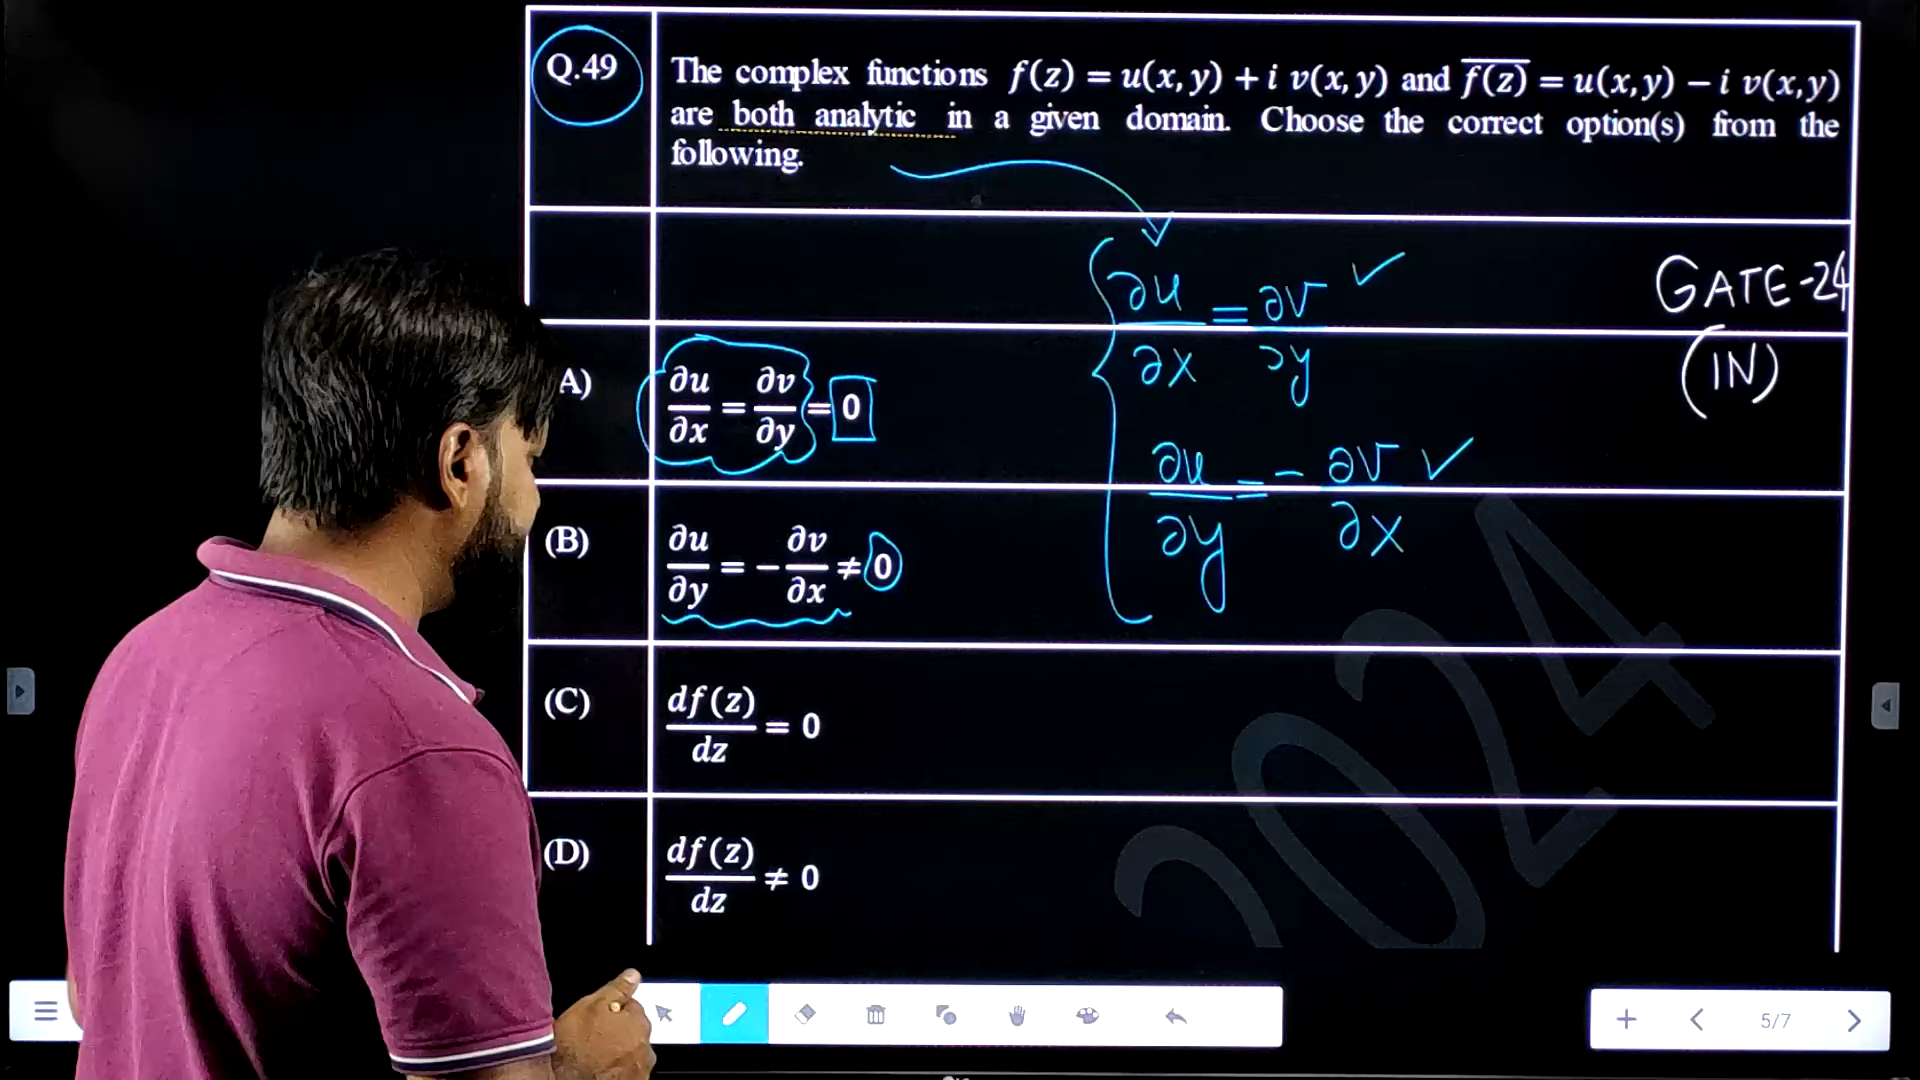 Q.49
The complex functions f(z) = u(x, y) + i v(x, y) and \overline{f(z)} = u(x,y) − i v(x,y)
are both analytic in a given domain. Choose the correct option(s) from the
following.
∂u/∂x = ∂v/∂y ✓
GATE-24
(IN)
A) ∂u/∂x = ∂v/∂y = 0
∂u/∂y = - ∂v/∂x ✓
(B) ∂u/∂y = − ∂v/∂x ≠ 0
(C) df(z)/dz = 0
(D) df(z)/dz ≠ 0
2024
5/7